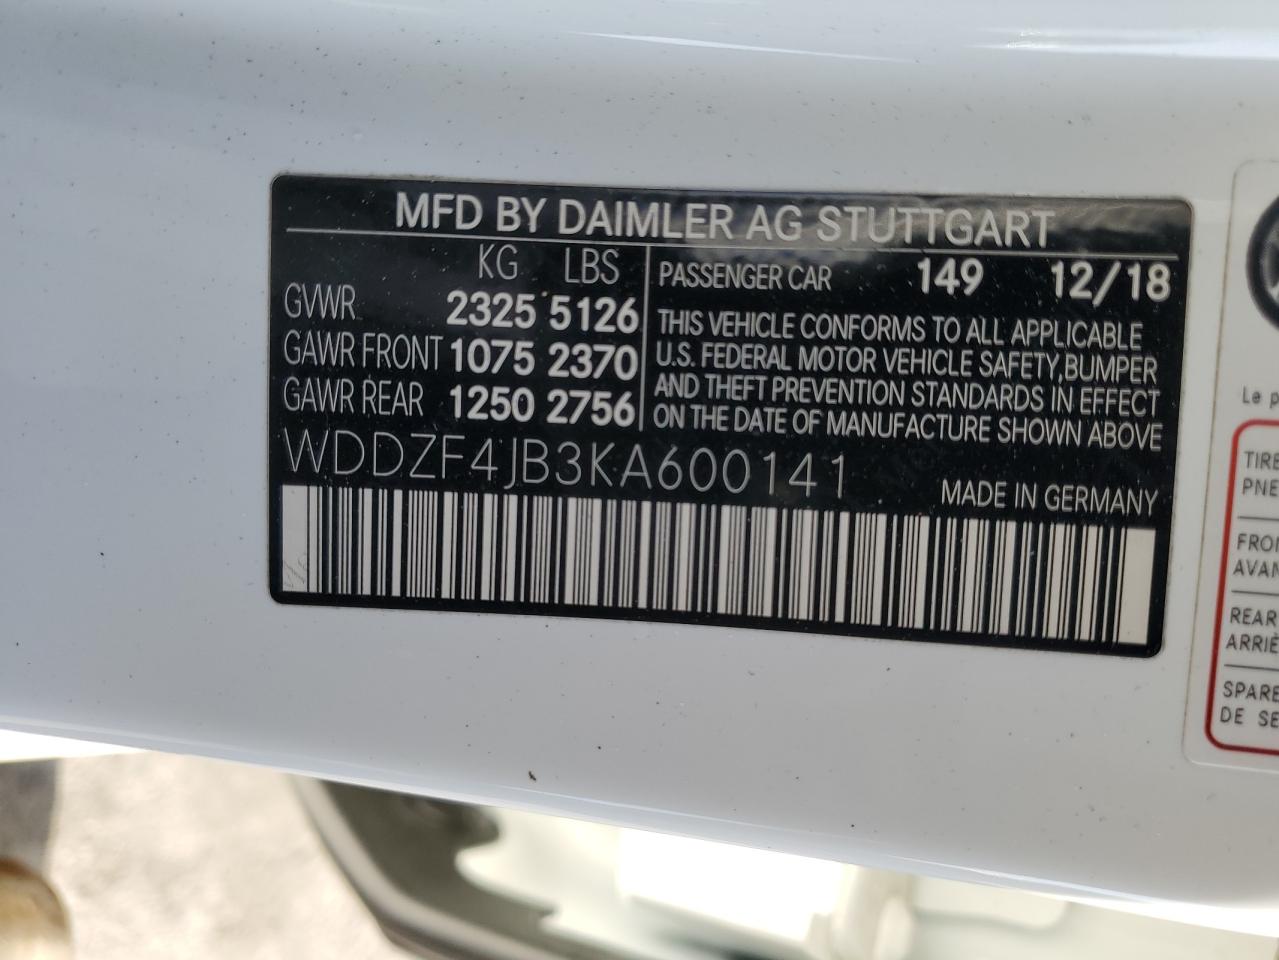 MFD BY DAIMLER AG STUTTGART
KG LBS
GVWR 2325 5126
GAWR FRONT 1075 2370
GAWR REAR 1250 2756
PASSENGER CAR 149 12/18
THIS VEHICLE CONFORMS TO ALL APPLICABLE
U.S. FEDERAL MOTOR VEHICLE SAFETY, BUMPER
AND THEFT PREVENTION STANDARDS IN EFFECT
ON THE DATE OF MANUFACTURE SHOWN ABOVE
WDDZF4JB3KA600141
MADE IN GERMANY
Le p
TIRE
PNE
FRON
AVAN
REAR
ARRIÈ
SPARE
DE SE